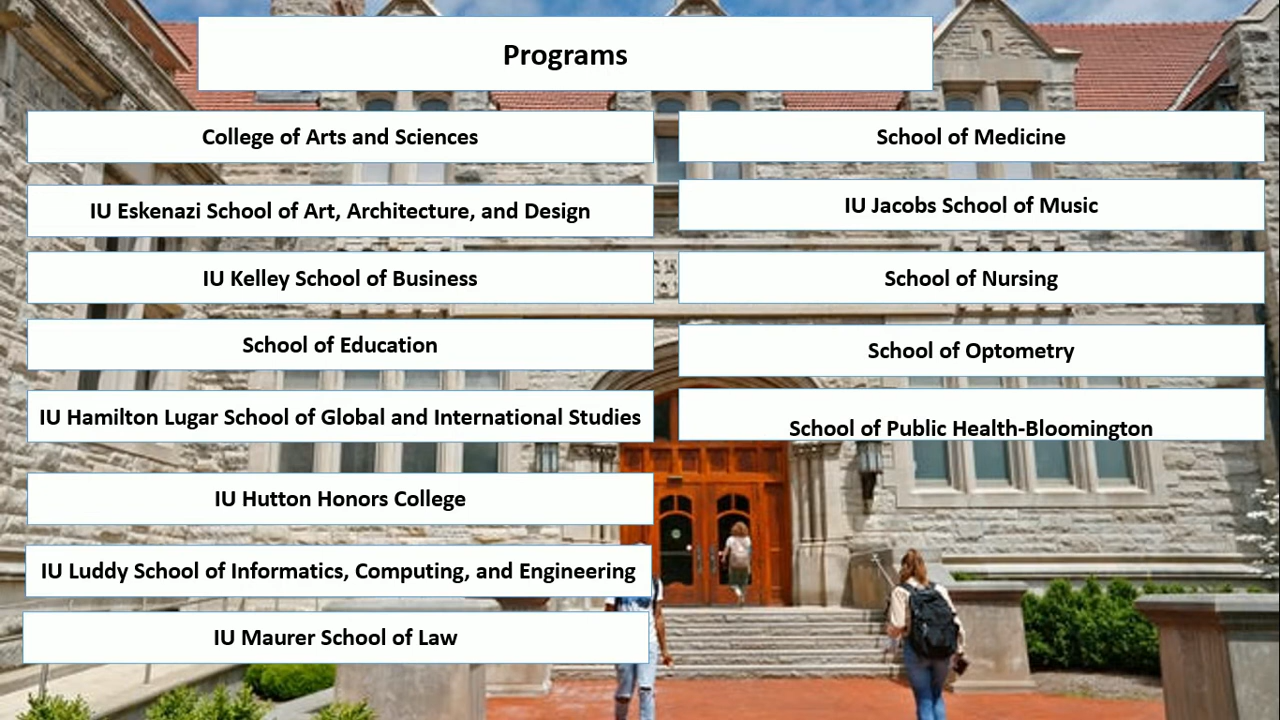 Programs
College of Arts and Sciences
IU Eskenazi School of Art, Architecture, and Design
IU Kelley School of Business
School of Education
IU Hamilton Lugar School of Global and International Studies
IU Hutton Honors College
IU Luddy School of Informatics, Computing, and Engineering
IU Maurer School of Law
School of Medicine
IU Jacobs School of Music
School of Nursing
School of Optometry
School of Public Health-Bloomington